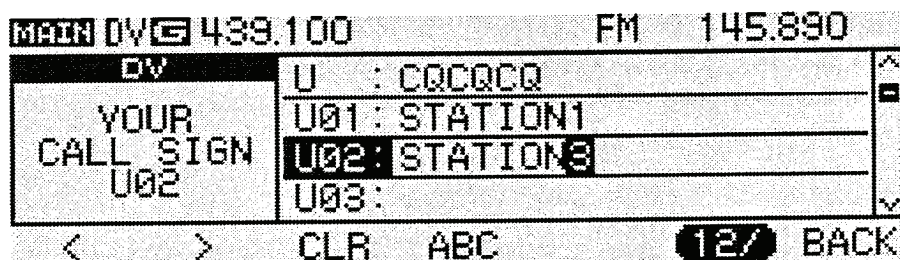 MAIN DV G 439.100 FM 145.890
DV
YOUR
CALL SIGN
U02
U : CQCQCQ
U01: STATION1
U02: STATION3
U03:
< > CLR ABC 12/ BACK